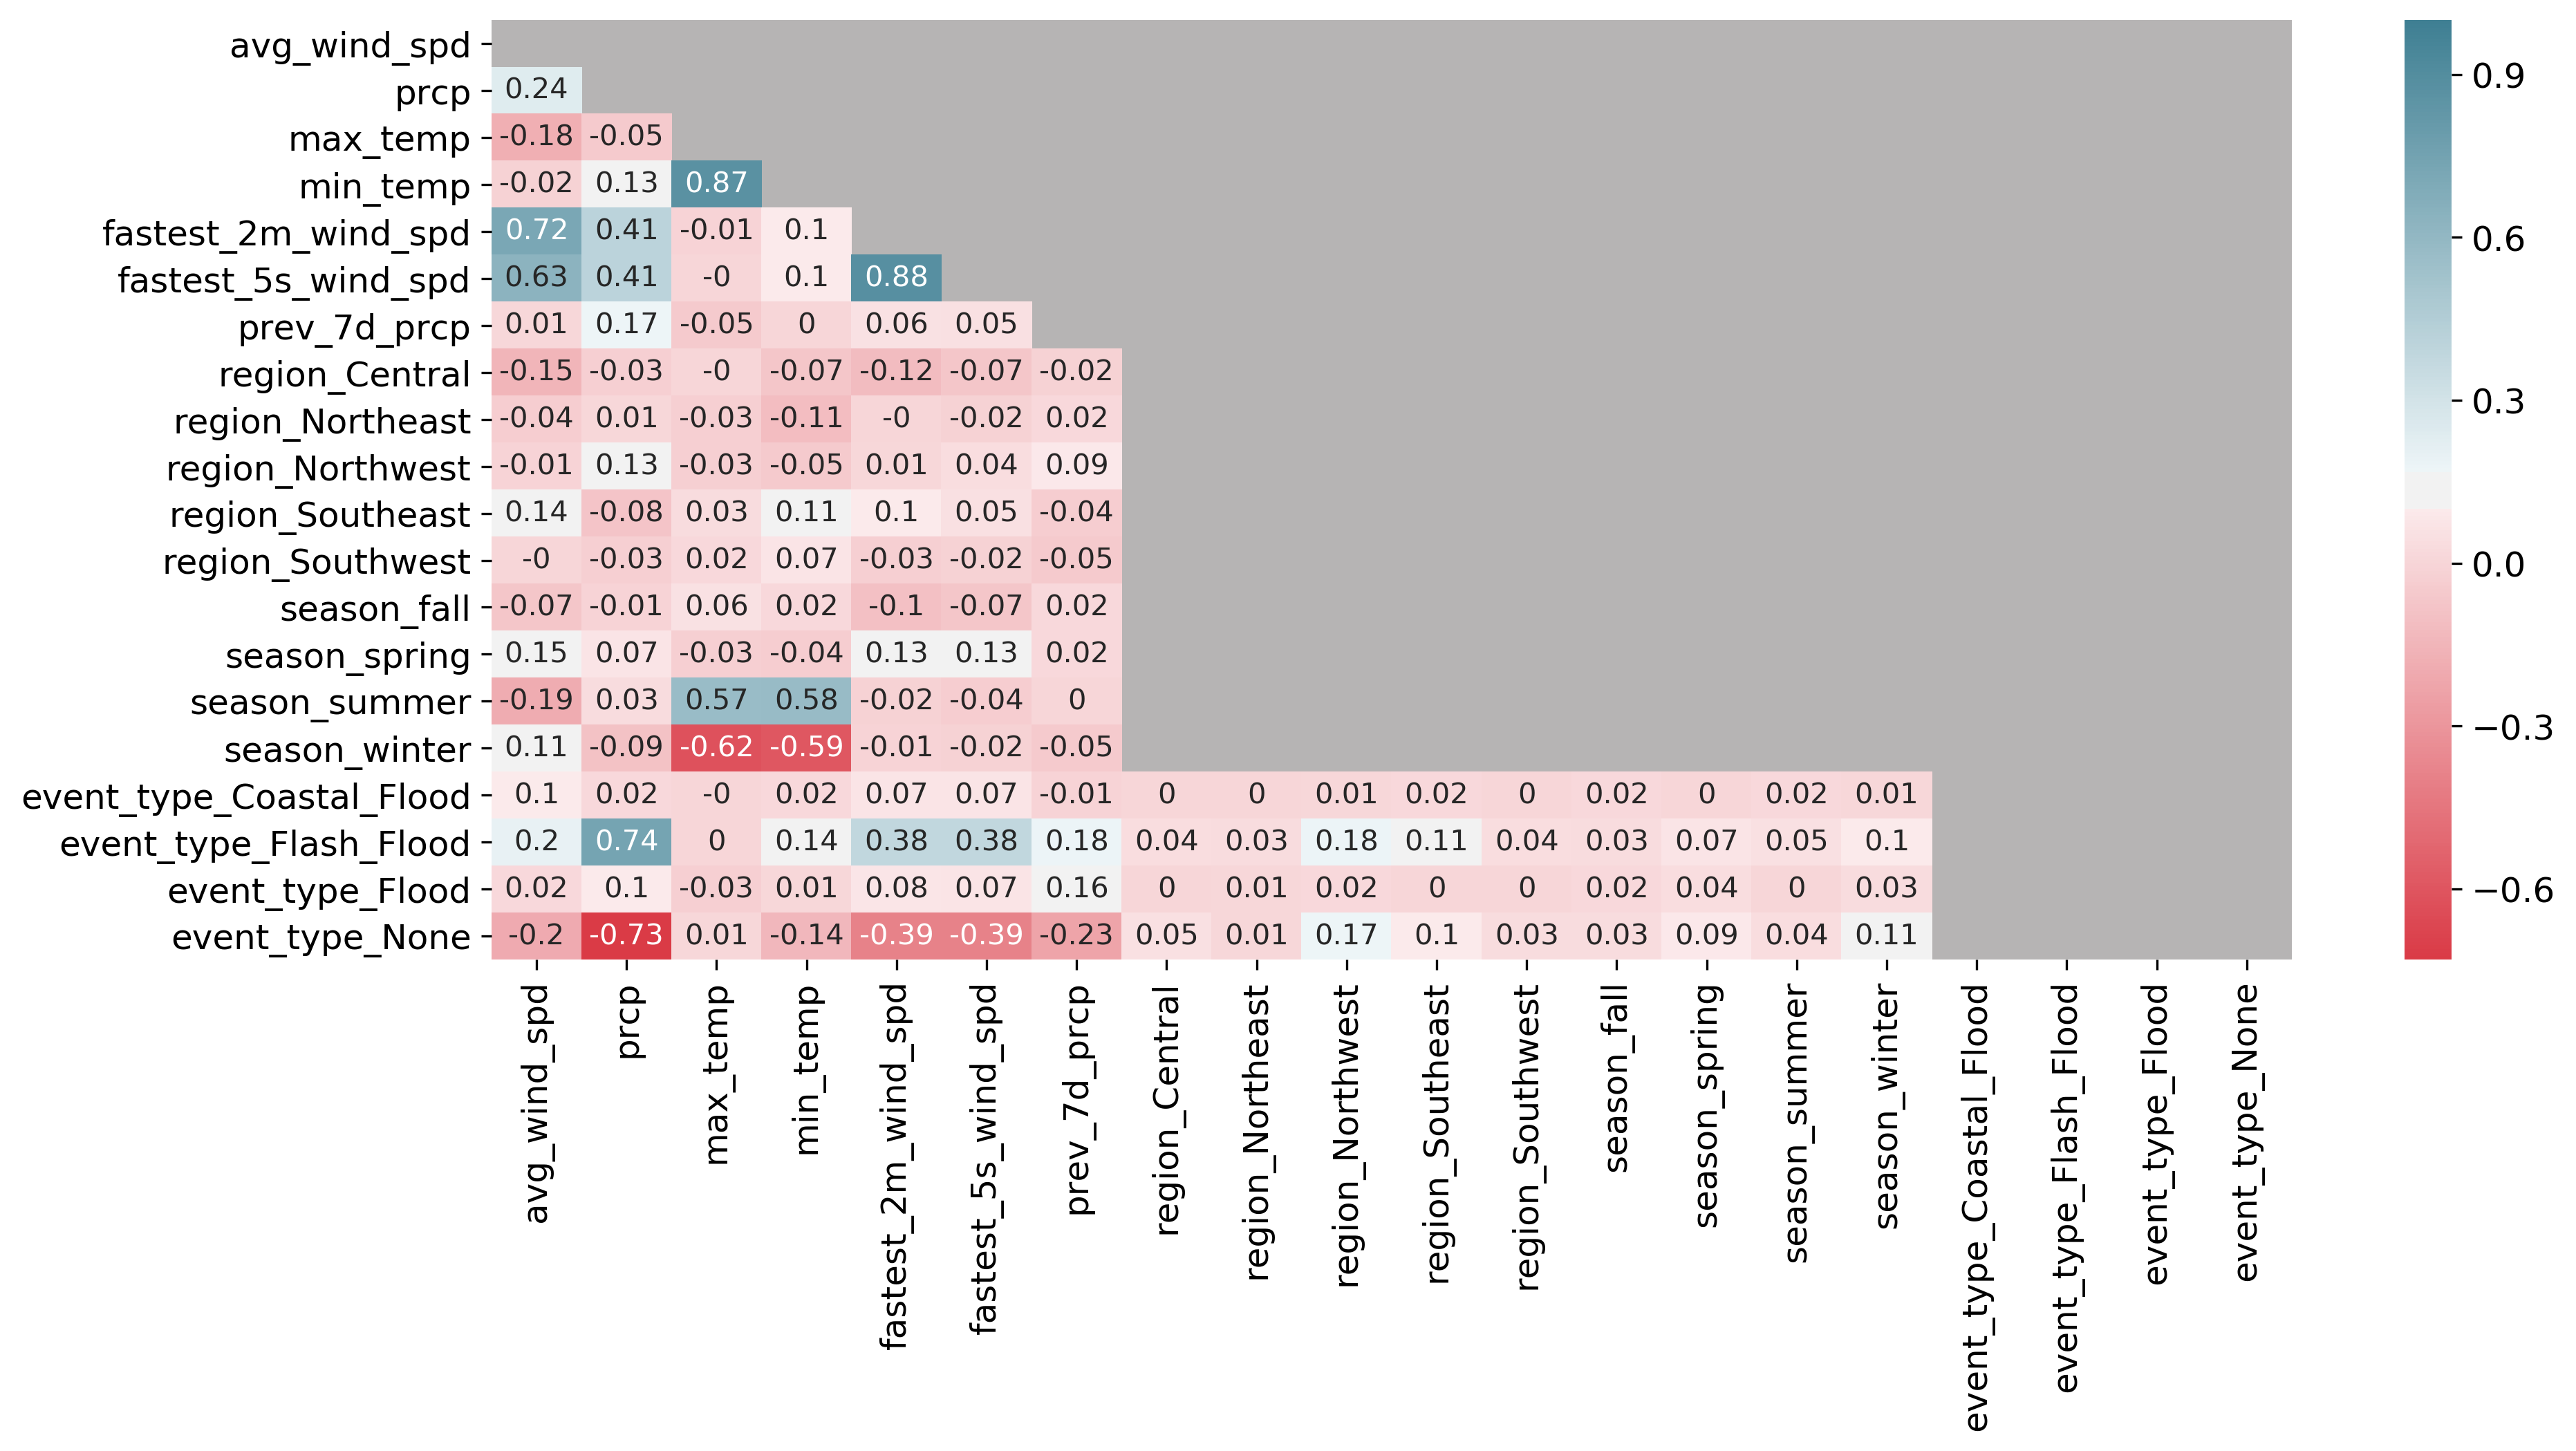 avg_wind_spd
prcp 0.24
max_temp -0.18 -0.05
min_temp -0.02 0.13 0.87
fastest_2m_wind_spd 0.72 0.41 -0.01 0.1
fastest_5s_wind_spd 0.63 0.41 -0 0.1 0.88
prev_7d_prcp 0.01 0.17 -0.05 0 0.06 0.05
region_Central -0.15 -0.03 -0 -0.07 -0.12 -0.07 -0.02
region_Northeast -0.04 0.01 -0.03 -0.11 -0 -0.02 0.02
region_Northwest -0.01 0.13 -0.03 -0.05 0.01 0.04 0.09
region_Southeast 0.14 -0.08 0.03 0.11 0.1 0.05 -0.04
region_Southwest -0 -0.03 0.02 0.07 -0.03 -0.02 -0.05
season_fall -0.07 -0.01 0.06 0.02 -0.1 -0.07 0.02
season_spring 0.15 0.07 -0.03 -0.04 0.13 0.13 0.02
season_summer -0.19 0.03 0.57 0.58 -0.02 -0.04 0
season_winter 0.11 -0.09 -0.62 -0.59 -0.01 -0.02 -0.05
event_type_Coastal_Flood 0.1 0.02 -0 0.02 0.07 0.07 -0.01 0 0 0.01 0.02 0 0.02 0 0.02 0.01
event_type_Flash_Flood 0.2 0.74 0 0.14 0.38 0.38 0.18 0.04 0.03 0.18 0.11 0.04 0.03 0.07 0.05 0.1
event_type_Flood 0.02 0.1 -0.03 0.01 0.08 0.07 0.16 0 0.01 0.02 0 0 0.02 0.04 0 0.03
event_type_None -0.2 -0.73 0.01 -0.14 -0.39 -0.39 -0.23 0.05 0.01 0.17 0.1 0.03 0.03 0.09 0.04 0.11
avg_wind_spd
prcp
max_temp
min_temp
fastest_2m_wind_spd
fastest_5s_wind_spd
prev_7d_prcp
region_Central
region_Northeast
region_Northwest
region_Southeast
region_Southwest
season_fall
season_spring
season_summer
season_winter
event_type_Coastal_Flood
event_type_Flash_Flood
event_type_Flood
event_type_None
0.9
0.6
0.3
0.0
−0.3
−0.6